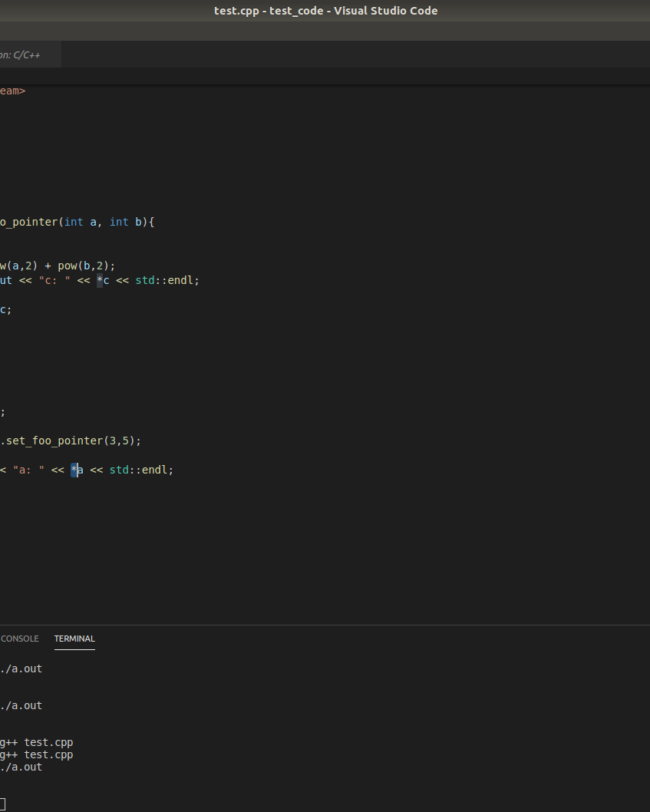 test.cpp - test_code - Visual Studio Code
on: C/C++
eam>
o_pointer(int a, int b){
w(a,2) + pow(b,2);
ut << "c: " << *c << std::endl;
c;
;
.set_foo_pointer(3,5);
< "a: " << *a << std::endl;
CONSOLE TERMINAL
./a.out
./a.out
g++ test.cpp
g++ test.cpp
./a.out